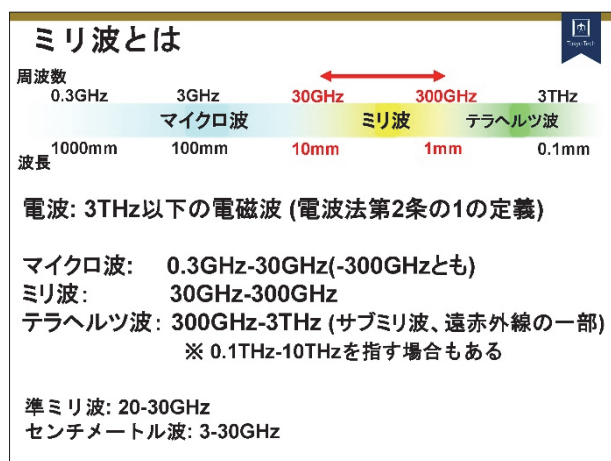 ミリ波とは
Tokyo Tech
周波数
0.3GHz 3GHz 30GHz 300GHz 3THz
マイクロ波 ミリ波 テラヘルツ波
1000mm 100mm 10mm 1mm 0.1mm
波長
電波: 3THz以下の電磁波 (電波法第2条の1の定義)
マイクロ波: 0.3GHz-30GHz(-300GHzとも)
ミリ波: 30GHz-300GHz
テラヘルツ波: 300GHz-3THz (サブミリ波、遠赤外線の一部)
※ 0.1THz-10THzを指す場合もある
準ミリ波: 20-30GHz
センチメートル波: 3-30GHz